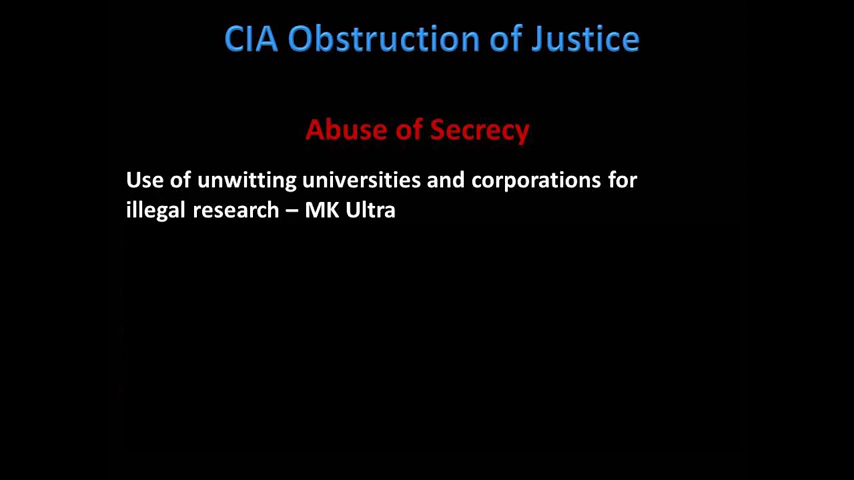 CIA Obstruction of Justice
Abuse of Secrecy
Use of unwitting universities and corporations for
illegal research – MK Ultra